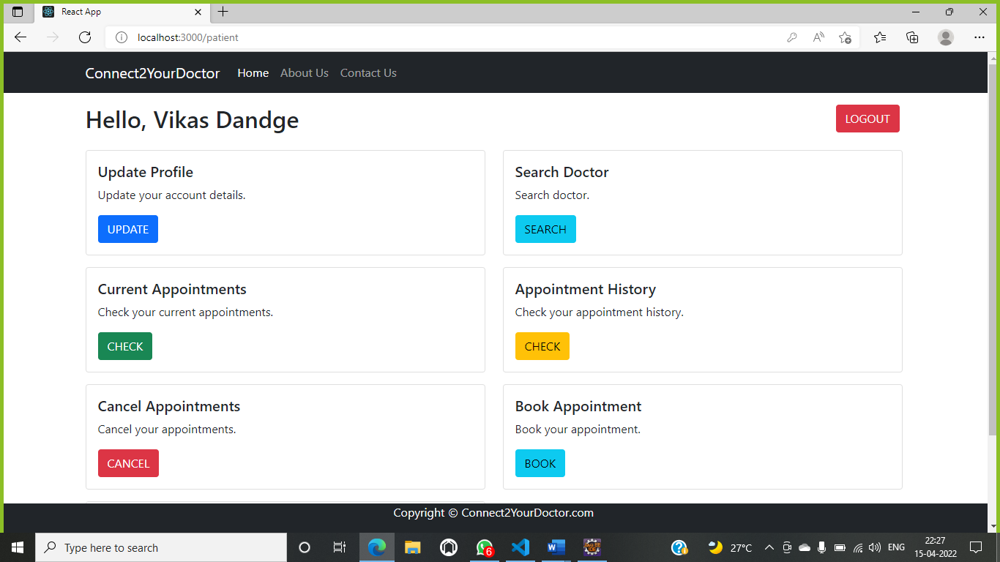 React App
localhost:3000/patient
Connect2YourDoctor Home About Us Contact Us
Hello, Vikas Dandge
LOGOUT
Update Profile
Update your account details.
UPDATE
Search Doctor
Search doctor.
SEARCH
Current Appointments
Check your current appointments.
CHECK
Appointment History
Check your appointment history.
CHECK
Cancel Appointments
Cancel your appointments.
CANCEL
Book Appointment
Book your appointment.
BOOK
Copyright © Connect2YourDoctor.com
Type here to search
6
W
Java EE
IDE
27°C
ENG
22:27
15-04-2022